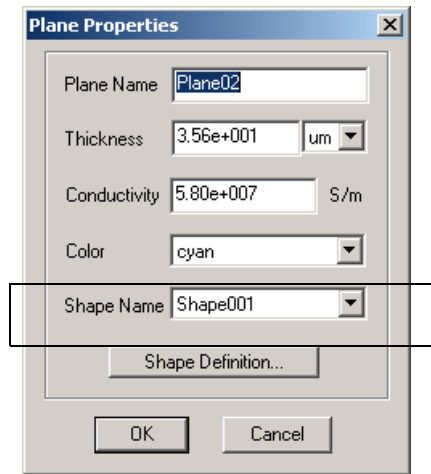 Plane Properties
Plane Name Plane02
Thickness 3.56e+001 um
Conductivity 5.80e+007 S/m
Color cyan
Shape Name Shape001
Shape Definition...
OK Cancel